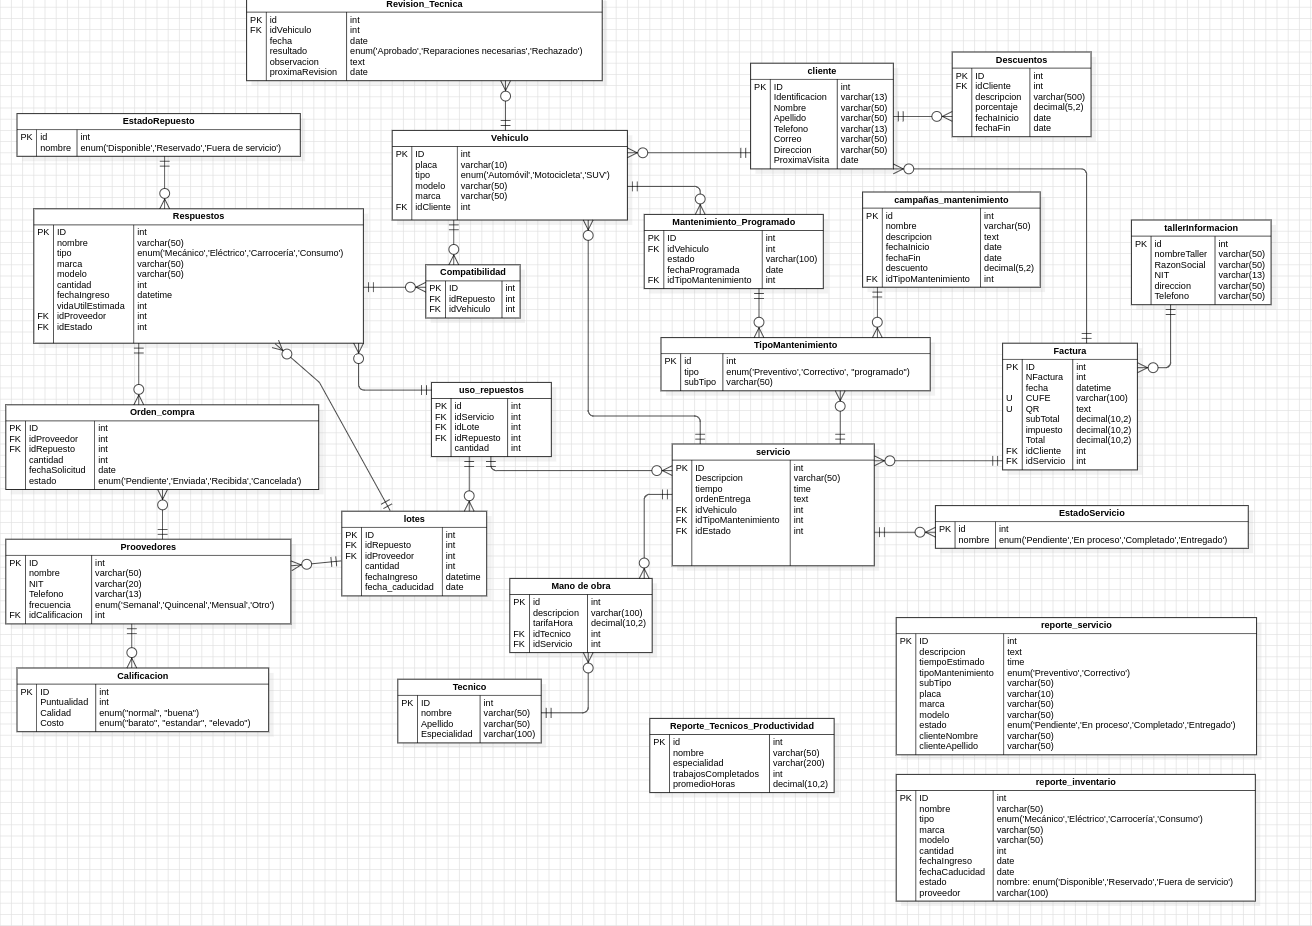 Revision_Tecnica
PK id int
FK idVehiculo int
fecha date
resultado enum('Aprobado','Reparaciones necesarias','Rechazado')
observacion text
proximaRevision date
cliente
PK ID int
Identificacion varchar(13)
Nombre varchar(50)
Apellido varchar(50)
Telefono varchar(13)
Correo varchar(50)
Direccion varchar(50)
ProximaVisita date
Descuentos
PK ID int
FK idCliente int
descripcion varchar(500)
porcentaje decimal(5,2)
fechaInicio date
fechaFin date
EstadoRepuesto
PK id int
nombre enum('Disponible','Reservado','Fuera de servicio')
Vehiculo
PK ID int
placa varchar(10)
tipo enum('Automóvil','Motocicleta','SUV')
modelo varchar(50)
marca varchar(50)
FK idCliente int
Respuestos
PK ID int
nombre varchar(50)
tipo enum('Mecánico','Eléctrico','Carrocería','Consumo')
marca varchar(50)
modelo varchar(50)
cantidad int
fechaIngreso datetime
vidaUtilEstimada int
FK idProveedor int
FK idEstado int
Mantenimiento_Programado
PK ID int
FK idVehiculo int
estado varchar(100)
fechaProgramada date
FK idTipoMantenimiento int
campañas_mantenimiento
PK id int
nombre varchar(50)
descripcion text
fechaInicio date
fechaFin date
descuento decimal(5,2)
FK idTipoMantenimiento int
tallerInformacion
PK id int
nombreTaller varchar(50)
RazonSocial varchar(50)
NIT varchar(13)
direccion varchar(50)
Telefono varchar(50)
Compatibilidad
PK ID int
FK idRepuesto int
FK idVehiculo int
TipoMantenimiento
PK id int
tipo enum('Preventivo','Correctivo', "programado")
subTipo varchar(50)
Factura
PK ID int
NFactura int
fecha datetime
U CUFE varchar(100)
U QR text
subTotal decimal(10,2)
impuesto decimal(10,2)
Total decimal(10,2)
FK idCliente int
FK idServicio int
uso_repuestos
PK id int
FK idServicio int
FK idLote int
FK idRepuesto int
cantidad int
Orden_compra
PK ID int
FK idProveedor int
FK idRepuesto int
cantidad int
fechaSolicitud date
estado enum('Pendiente','Enviada','Recibida','Cancelada')
servicio
PK ID int
Descripcion varchar(50)
tiempo time
ordenEntrega text
FK idVehiculo int
FK idTipoMantenimiento int
FK idEstado int
EstadoServicio
PK id int
nombre enum('Pendiente','En proceso','Completado','Entregado')
lotes
PK ID int
FK idRepuesto int
FK idProveedor int
cantidad int
fechaIngreso datetime
fecha_caducidad date
Proovedores
PK ID int
nombre varchar(50)
NIT varchar(20)
Telefono varchar(13)
frecuencia enum('Semanal','Quincenal','Mensual','Otro')
FK idCalificacion int
Mano de obra
PK id int
descripcion varchar(100)
tarifaHora decimal(10,2)
FK idTecnico int
FK idServicio int
Calificacion
PK ID int
Puntualidad int
Calidad enum("normal", "buena")
Costo enum("barato", "estandar", "elevado")
Tecnico
PK ID int
nombre varchar(50)
Apellido varchar(50)
Especialidad varchar(100)
reporte_servicio
PK ID int
descripcion text
tiempoEstimado time
tipoMantenimiento enum('Preventivo','Correctivo')
subTipo varchar(50)
placa varchar(10)
marca varchar(50)
modelo varchar(50)
estado enum('Pendiente','En proceso','Completado','Entregado')
clienteNombre varchar(50)
clienteApellido varchar(50)
Reporte_Tecnicos_Productividad
PK id int
nombre varchar(50)
especialidad varchar(200)
trabajosCompletados int
promedioHoras decimal(10,2)
reporte_inventario
PK ID int
nombre varchar(50)
tipo enum('Mecánico','Eléctrico','Carrocería','Consumo')
marca varchar(50)
modelo varchar(50)
cantidad int
fechaIngreso date
fechaCaducidad date
estado nombre: enum('Disponible','Reservado','Fuera de servicio')
proveedor varchar(100)